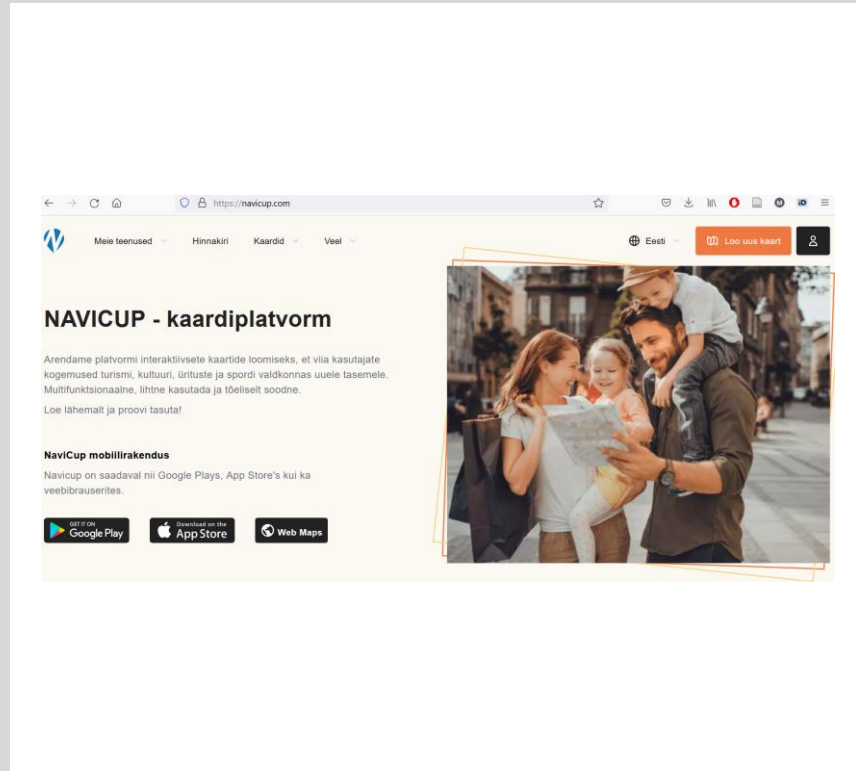 https://navicup.com
Meie teenused
Hinnakiri
Kaardid
Veel
Eesti
Loo uus kaart
NAVICUP - kaardiplatvorm
Arendame platvormi interaktiivsete kaartide loomiseks, et viia kasutajate
kogemused turismi, kultuuri, ürituste ja spordi valdkonnas uuele tasemele.
Multifunktsionaalne, lihtne kasutada ja tõeliselt soodne.
Loe lähemalt ja proovi tasuta!
NaviCup mobiilirakendus
Navicup on saadaval nii Google Plays, App Store's kui ka
veebibrauserites.
GET IT ON
Google Play
Download on the
App Store
Web Maps